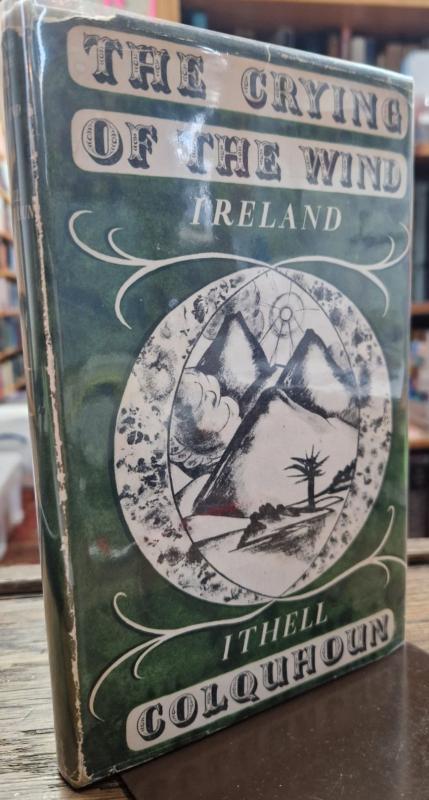 THE CRYING
OF THE WIND
IRELAND
ITHELL
COLQUHOUN